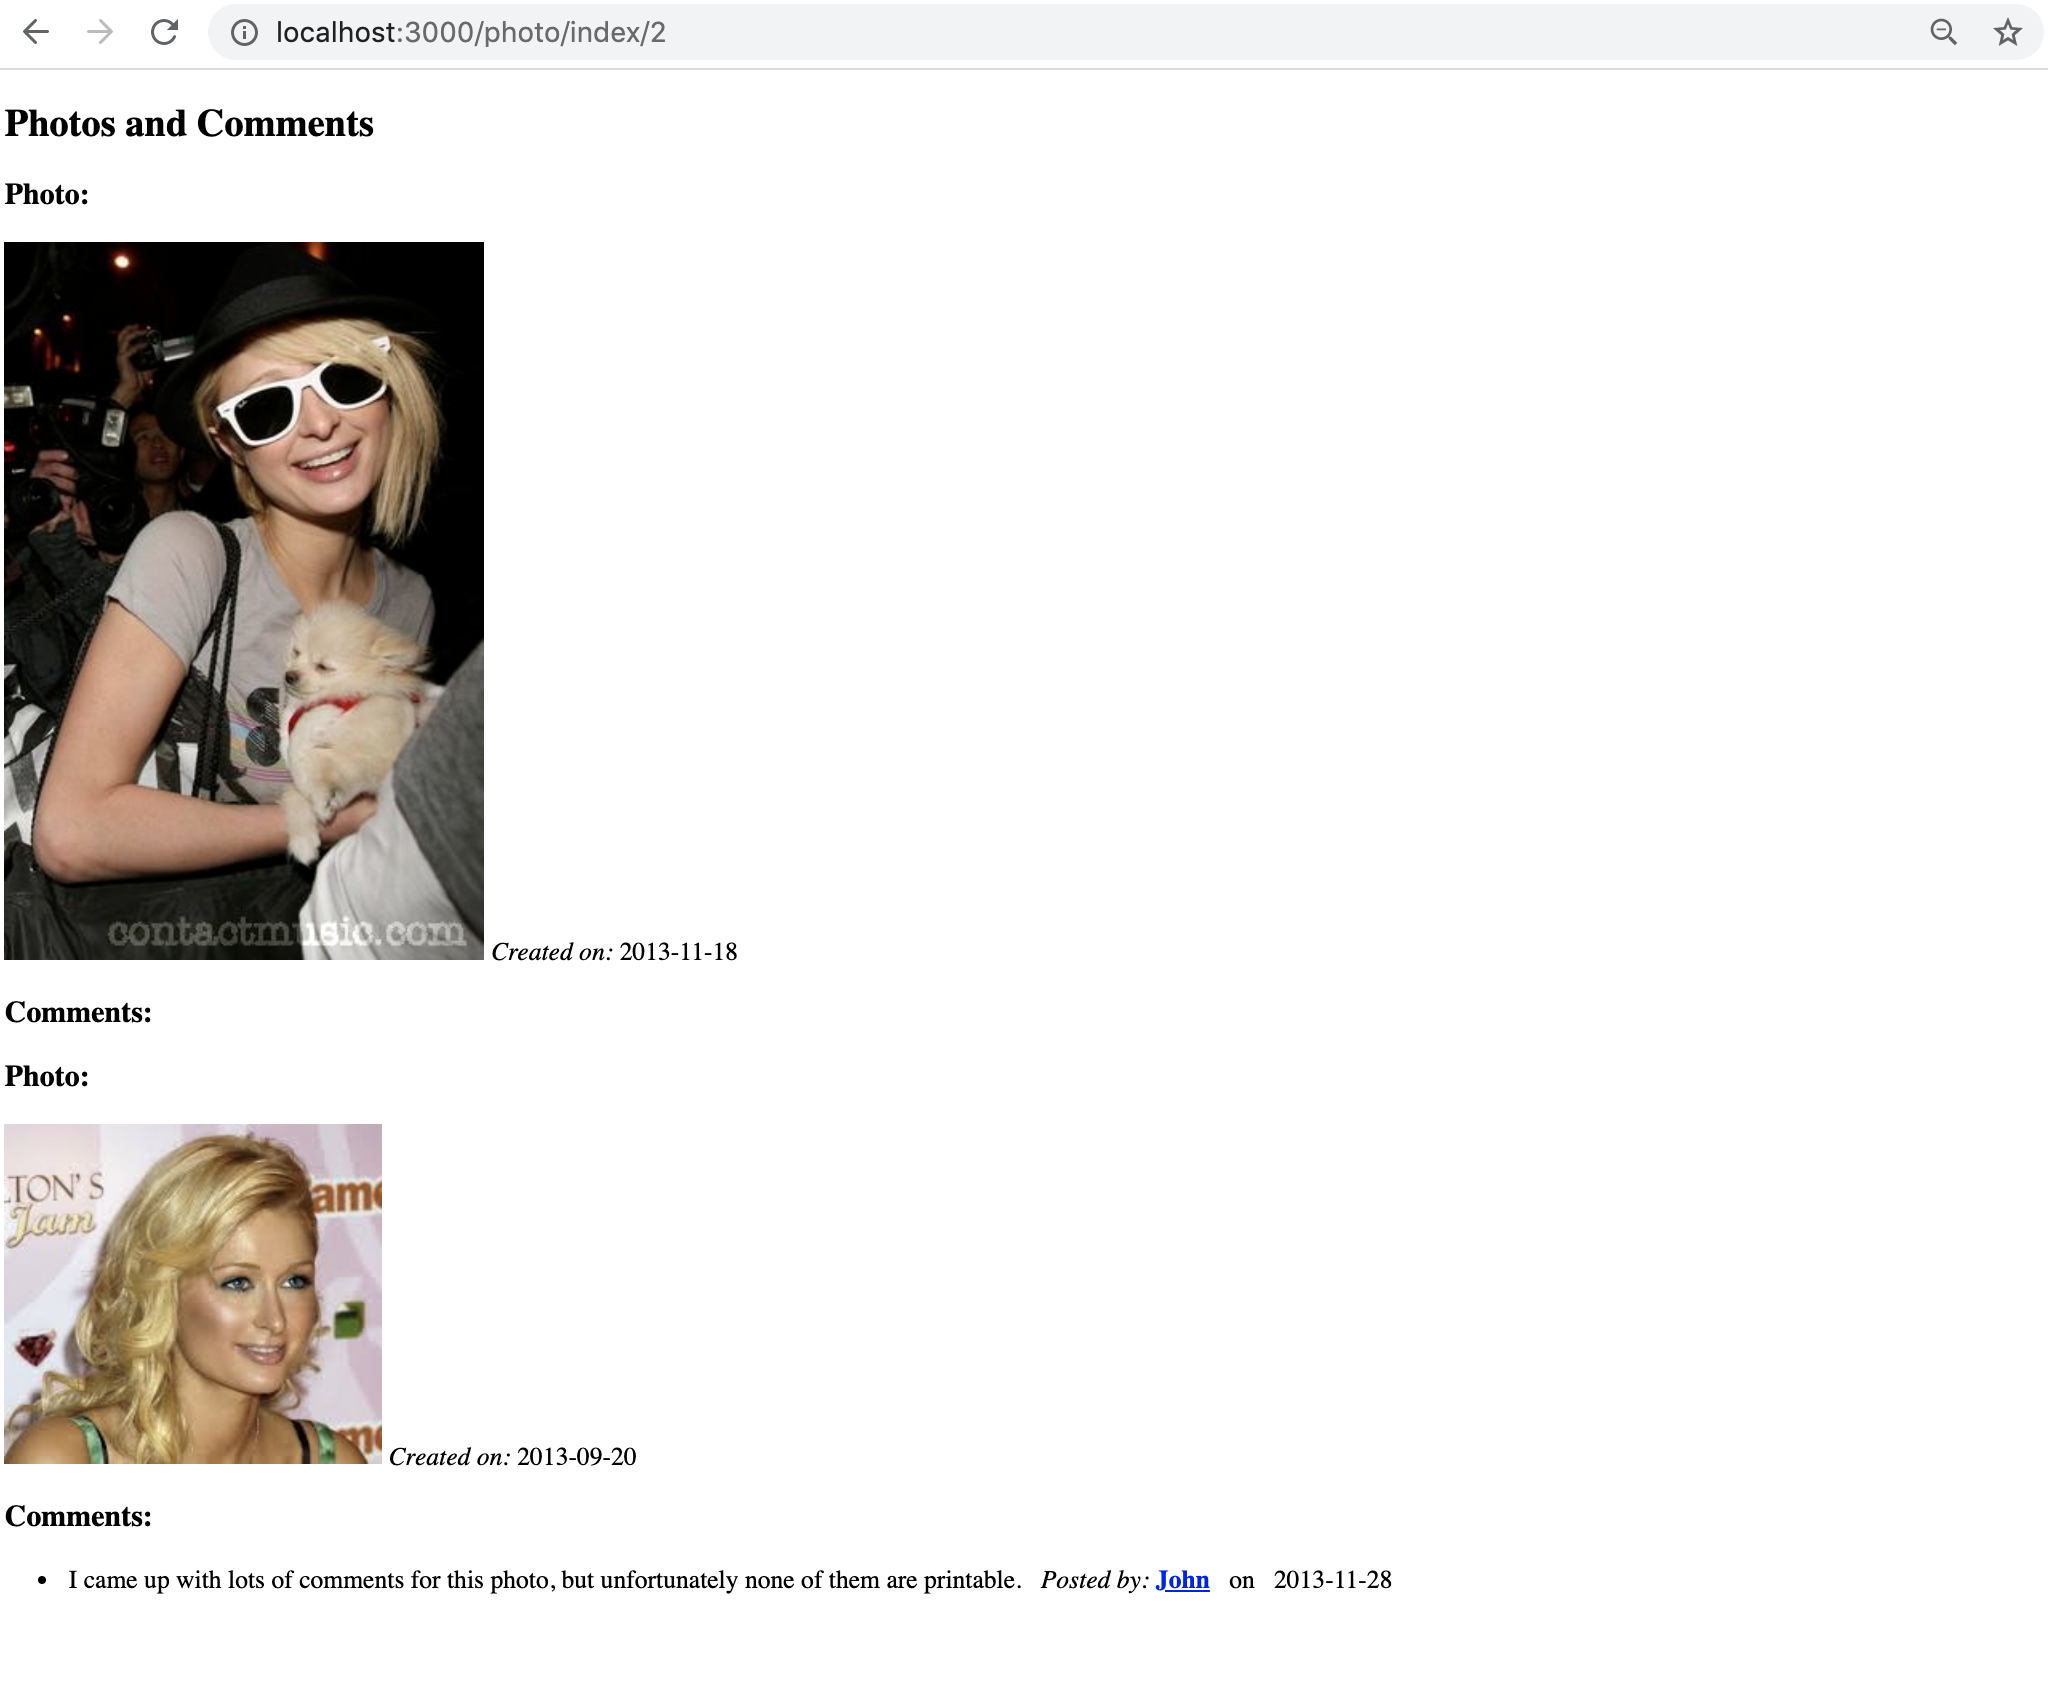 localhost:3000/photo/index/2
Photos and Comments
Photo:
contactmusic.com
Created on: 2013-11-18
Comments:
Photo:
TON'S
Jam
Created on: 2013-09-20
Comments:
• I came up with lots of comments for this photo, but unfortunately none of them are printable. Posted by: John on 2013-11-28